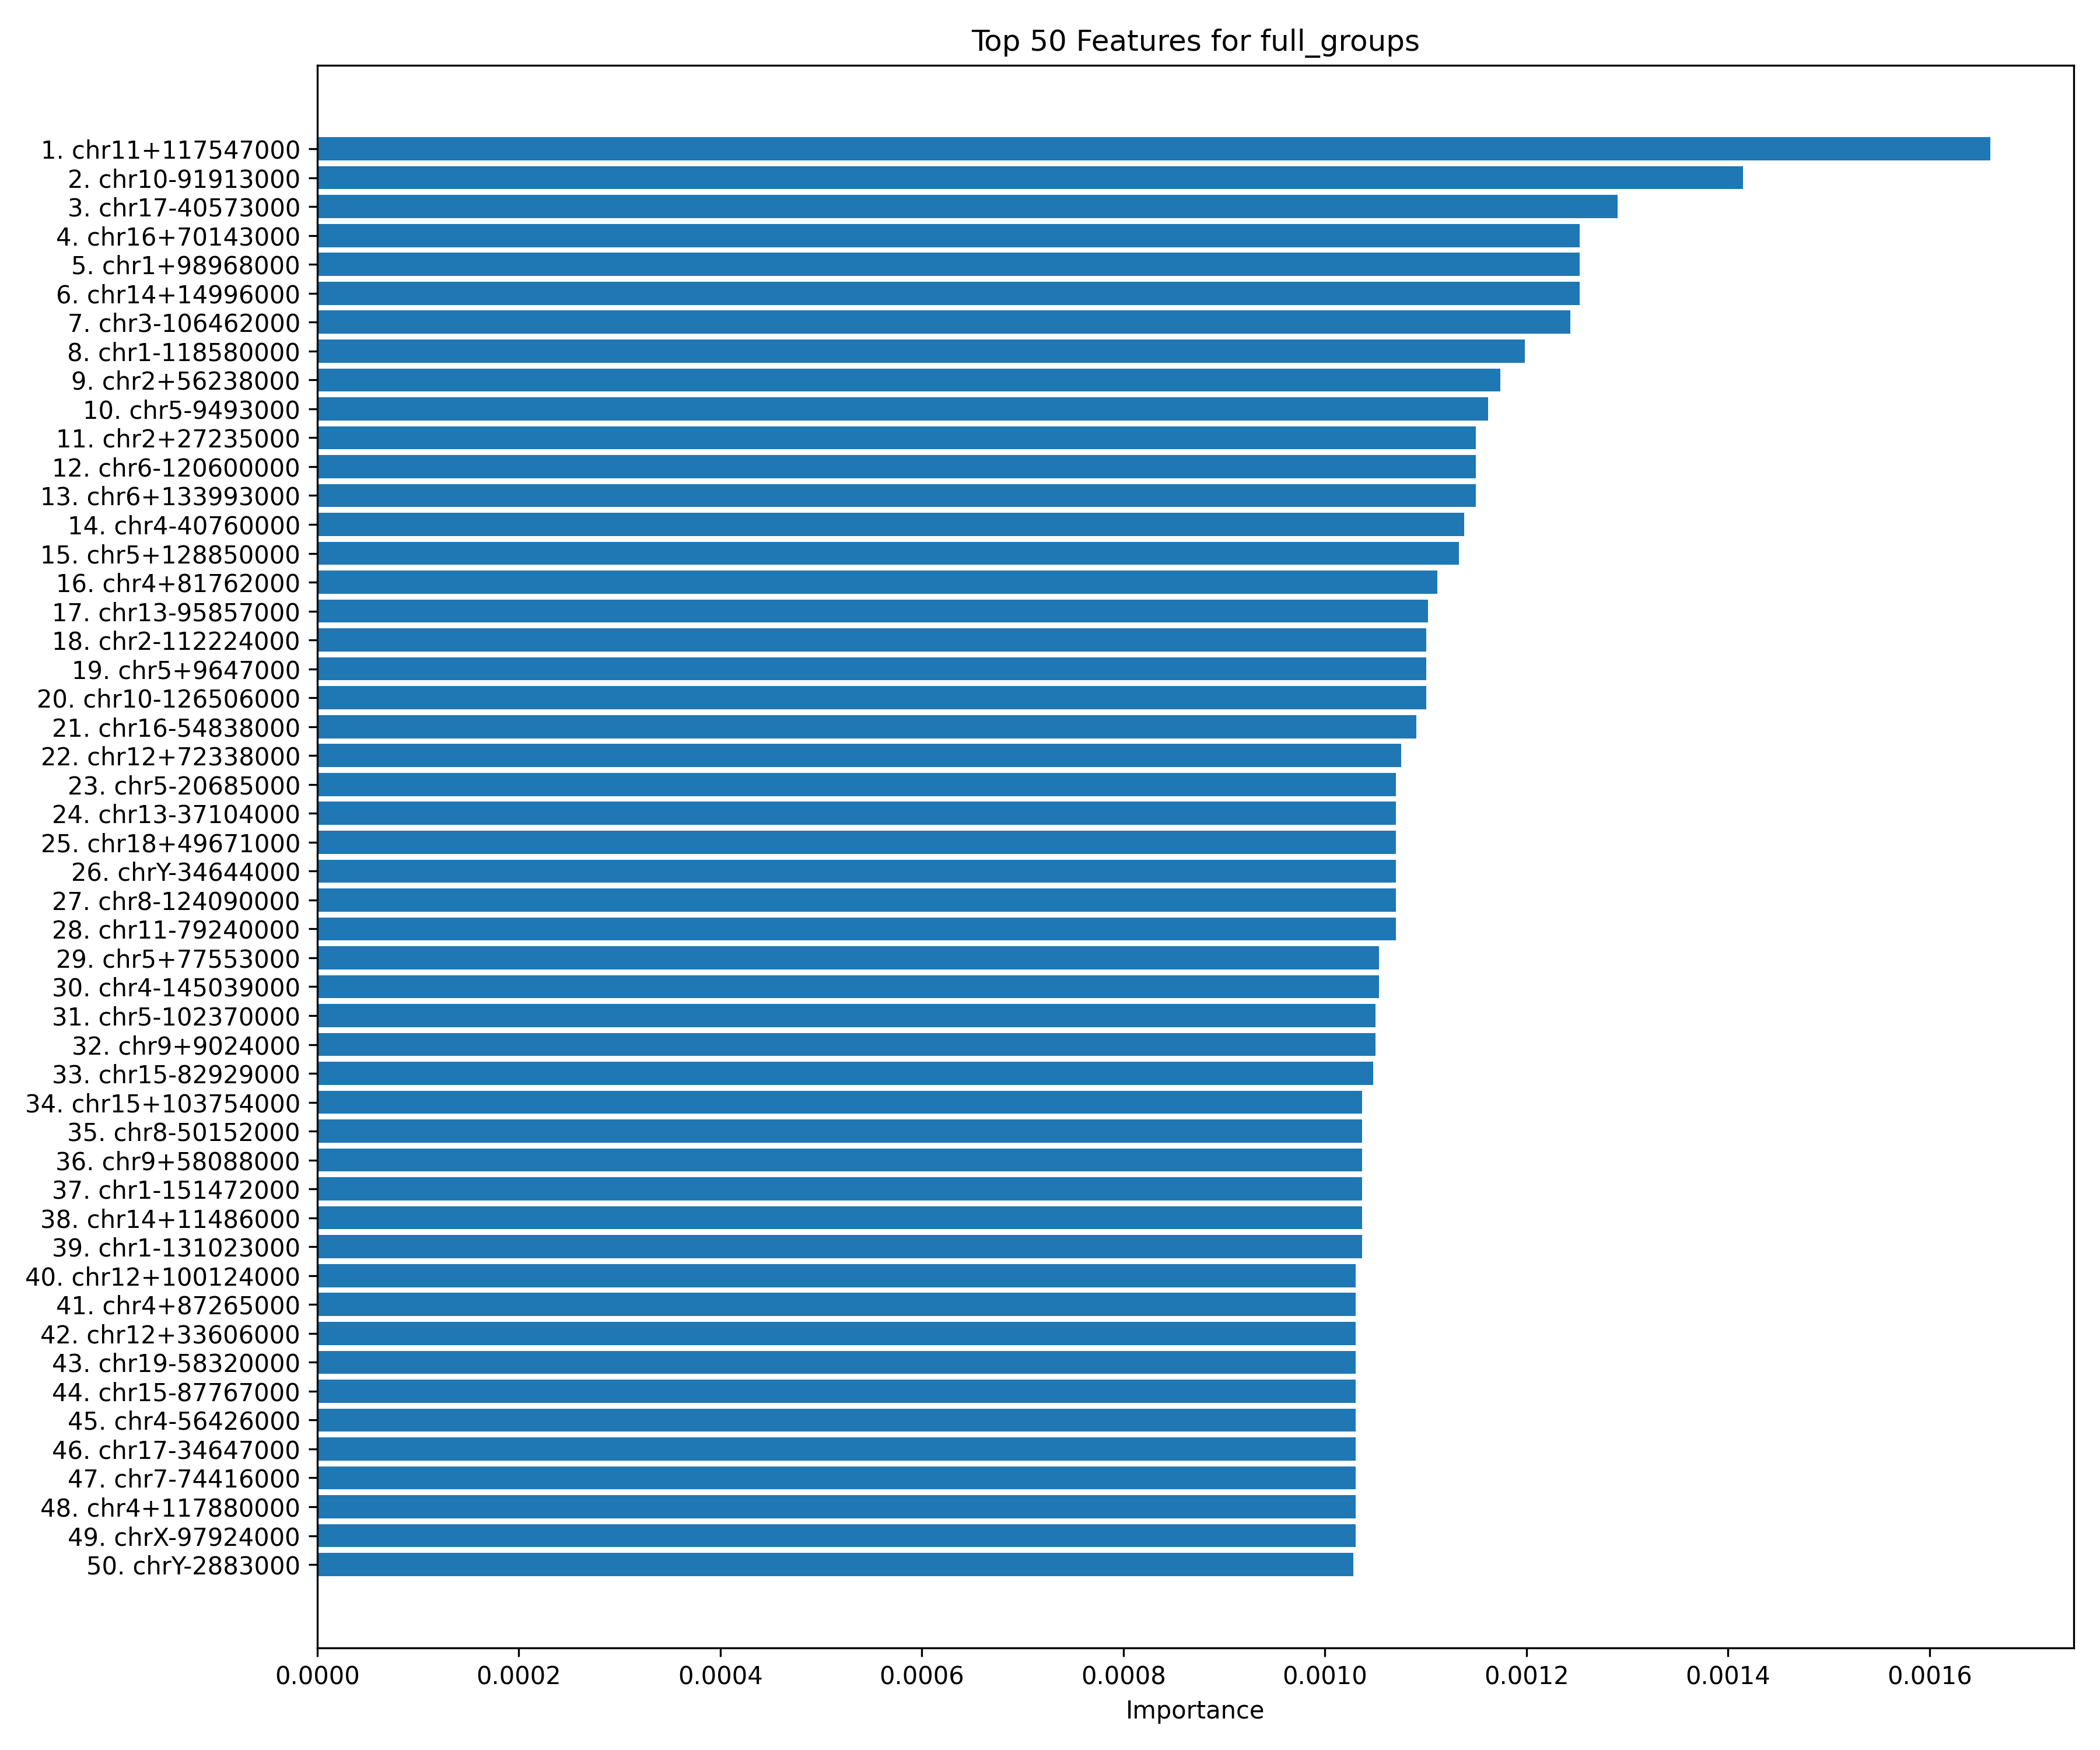 Top 50 Features for full_groups
1. chr11+117547000
2. chr10-91913000
3. chr17-40573000
4. chr16+70143000
5. chr1+98968000
6. chr14+14996000
7. chr3-106462000
8. chr1-118580000
9. chr2+56238000
10. chr5-9493000
11. chr2+27235000
12. chr6-120600000
13. chr6+133993000
14. chr4-40760000
15. chr5+128850000
16. chr4+81762000
17. chr13-95857000
18. chr2-112224000
19. chr5+9647000
20. chr10-126506000
21. chr16-54838000
22. chr12+72338000
23. chr5-20685000
24. chr13-37104000
25. chr18+49671000
26. chrY-34644000
27. chr8-124090000
28. chr11-79240000
29. chr5+77553000
30. chr4-145039000
31. chr5-102370000
32. chr9+9024000
33. chr15-82929000
34. chr15+103754000
35. chr8-50152000
36. chr9+58088000
37. chr1-151472000
38. chr14+11486000
39. chr1-131023000
40. chr12+100124000
41. chr4+87265000
42. chr12+33606000
43. chr19-58320000
44. chr15-87767000
45. chr4-56426000
46. chr17-34647000
47. chr7-74416000
48. chr4+117880000
49. chrX-97924000
50. chrY-2883000
0.0000 0.0002 0.0004 0.0006 0.0008 0.0010 0.0012 0.0014 0.0016
Importance